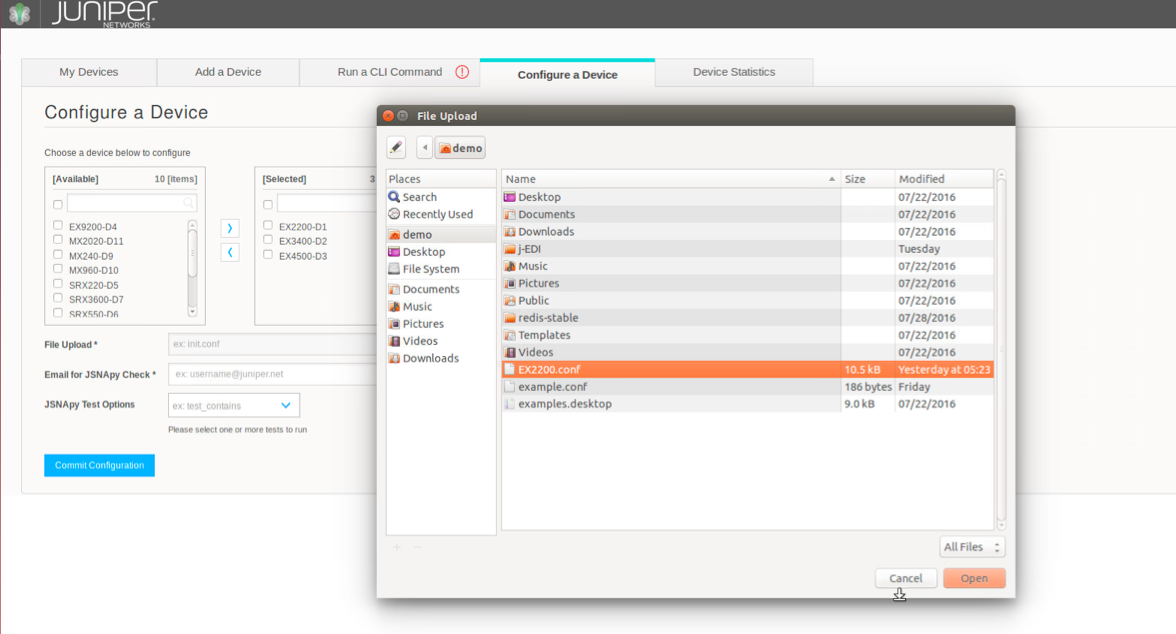 JUNIPER
NETWORKS
My Devices
Add a Device
Run a CLI Command
Configure a Device
Device Statistics
Configure a Device
Choose a device below to configure
[Available] 10 [items]
EX9200-D4
MX2020-D11
MX240-D9
MX960-D10
SRX220-D5
SRX3600-D7
SRX550-D6
[Selected] 3
EX2200-D1
EX3400-D2
EX4500-D3
File Upload *
ex: init.conf
Email for JSNApy Check *
ex: username@juniper.net
JSNApy Test Options
ex: test_contains
Please select one or more tests to run
Commit Configuration
File Upload
demo
Places
Search
Recently Used
demo
Desktop
File System
Documents
Music
Pictures
Videos
Downloads
Name Size Modified
Desktop 07/22/2016
Documents 07/22/2016
Downloads 07/22/2016
j-EDI Tuesday
Music 07/22/2016
Pictures 07/22/2016
Public 07/22/2016
redis-stable 07/28/2016
Templates 07/22/2016
Videos 07/22/2016
EX2200.conf 10.5 kB Yesterday at 05:23
example.conf 186 bytes Friday
examples.desktop 9.0 kB 07/22/2016
All Files
Cancel
Open